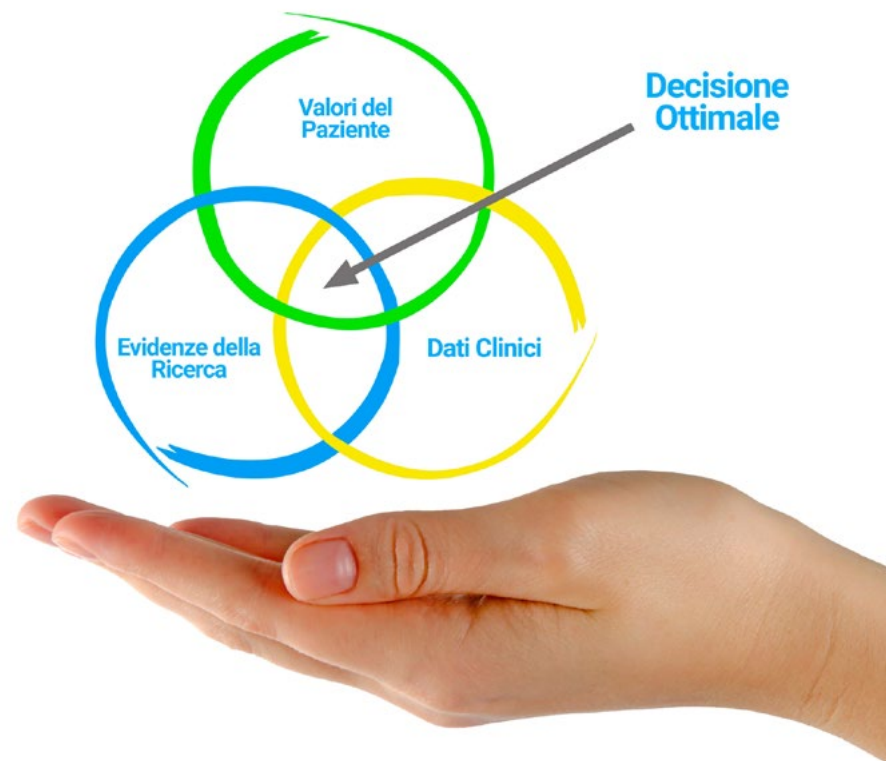 Valori del
Paziente
Decisione
Ottimale
Evidenze della
Ricerca
Dati Clinici